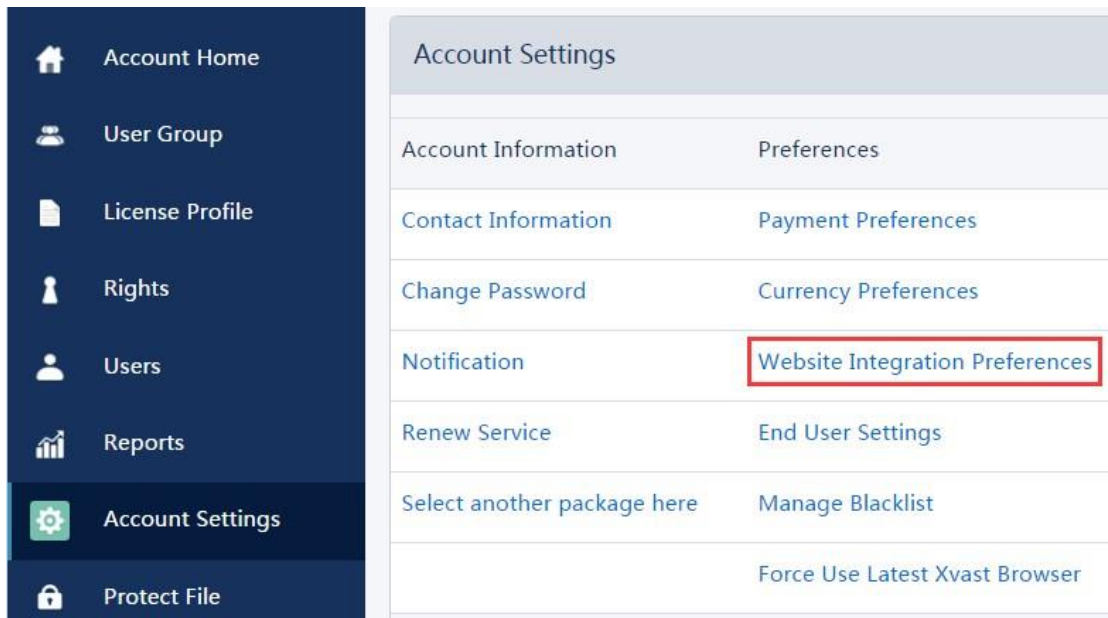 Account Home
User Group
License Profile
Rights
Users
Reports
Account Settings
Protect File
Account Settings
Account Information Preferences
Contact Information Payment Preferences
Change Password Currency Preferences
Notification Website Integration Preferences
Renew Service End User Settings
Select another package here Manage Blacklist
Force Use Latest Xvast Browser